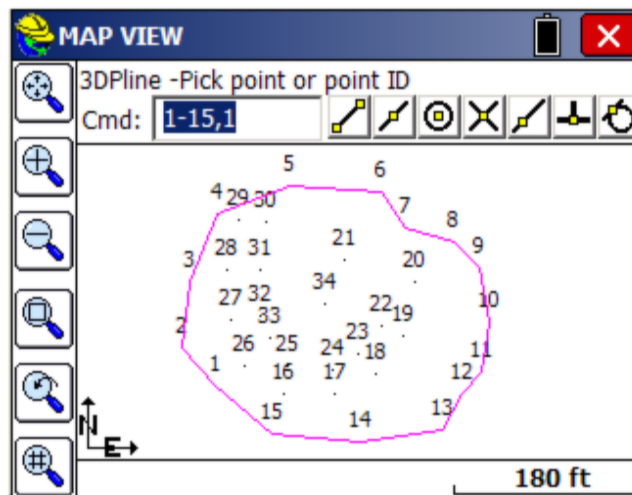 MAP VIEW
3DPline -Pick point or point ID
Cmd: 1-15,1
5 6
4 29 30 7
8
28 31 21 9
3 20
34
27 32 22 19 10
2 33
23
26 25 24 18 11
1 16 17 12
15 14 13
N
E
180 ft